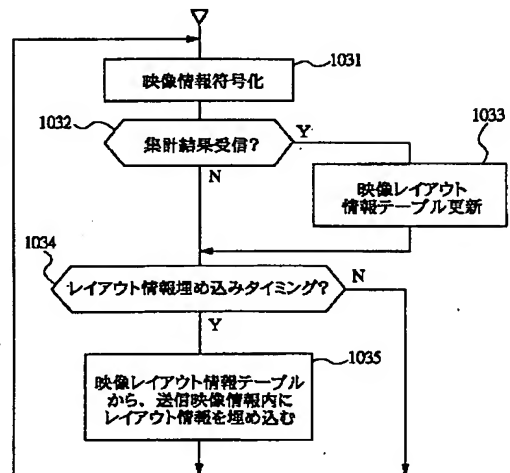 映像情報符号化
1031
1032
集計結果受信?
Y
N
1033
映像レイアウト
情報テーブル更新
1034
レイアウト情報埋め込みタイミング?
N
Y
1035
映像レイアウト情報テーブル
から、送信映像情報内に
レイアウト情報を埋め込む